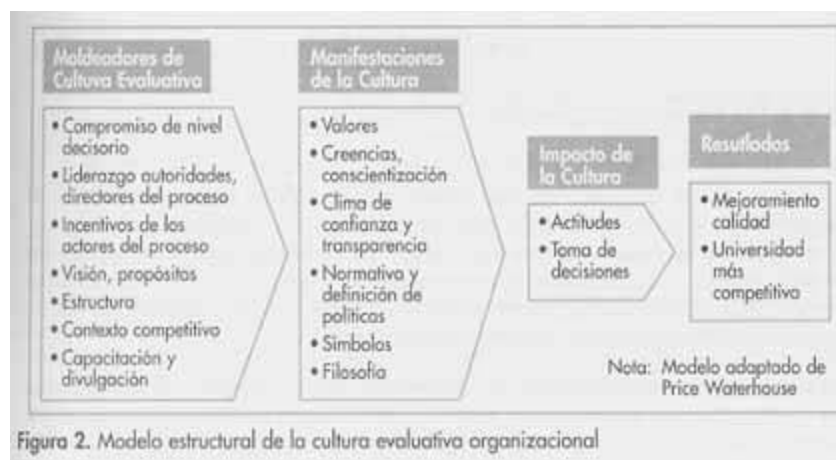 Moldeadores de
Cultura Evaluativa
• Compromiso de nivel
decisorio
• Liderazgo autoridades,
directores del proceso
• Incentivos de los
actores del proceso
• Visión, propósitos
• Estructura
• Contexto competitivo
• Capacitación y
divulgación
Manifestaciones
de la Cultura
• Valores
• Creencias,
conscientización
• Clima de
confianza y
transparencia
• Normativa y
definición de
políticas
• Símbolos
• Filosofía
Impacto de
la Cultura
• Actitudes
• Toma de
decisiones
Resultados
• Mejoramiento
calidad
• Universidad
más
competitiva
Nota: Modelo adaptado de
Price Waterhouse
Figura 2. Modelo estructural de la cultura evaluativa organizacional